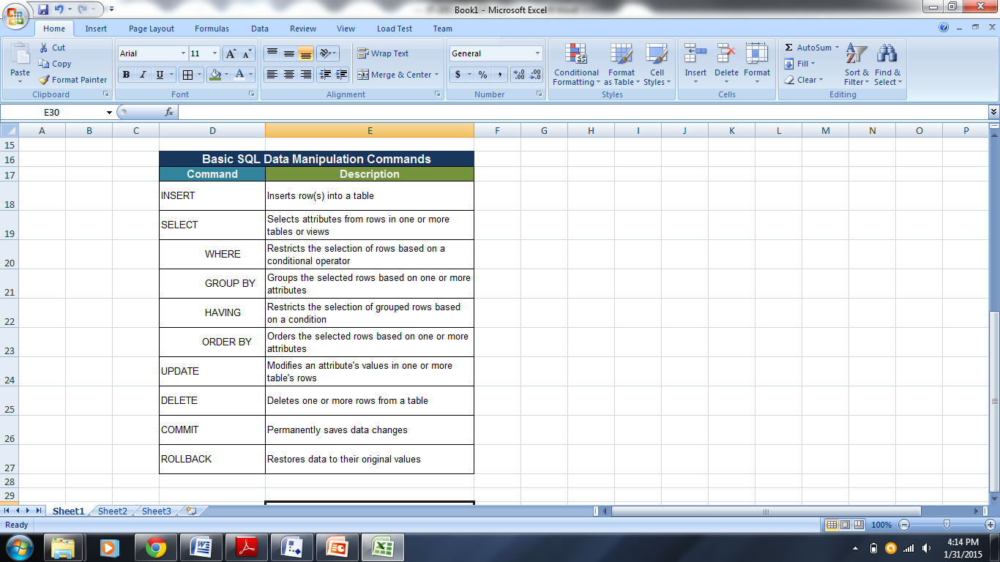 Book1 - Microsoft Excel
Home Insert Page Layout Formulas Data Review View Load Test Team
Paste
Cut
Copy
Format Painter
Clipboard
Arial 11
B I U
Font
Wrap Text
Merge & Center
Alignment
General
$ % ,
Number
Conditional Formatting
Format as Table
Cell Styles
Styles
Insert Delete Format
Cells
AutoSum
Fill
Clear
Sort & Filter
Find & Select
Editing
E30 fx
A B C D E F G H I J K L M N O P
15
16 Basic SQL Data Manipulation Commands
17 Command Description
18 INSERT Inserts row(s) into a table
19 SELECT Selects attributes from rows in one or more
tables or views
20 WHERE Restricts the selection of rows based on a
conditional operator
21 GROUP BY Groups the selected rows based on one or more
attributes
22 HAVING Restricts the selection of grouped rows based
on a condition
23 ORDER BY Orders the selected rows based on one or more
attributes
24 UPDATE Modifies an attribute's values in one or more
table's rows
25 DELETE Deletes one or more rows from a table
26 COMMIT Permanently saves data changes
27 ROLLBACK Restores data to their original values
28
29
Sheet1 Sheet2 Sheet3
Ready 100%
4:14 PM
1/31/2015